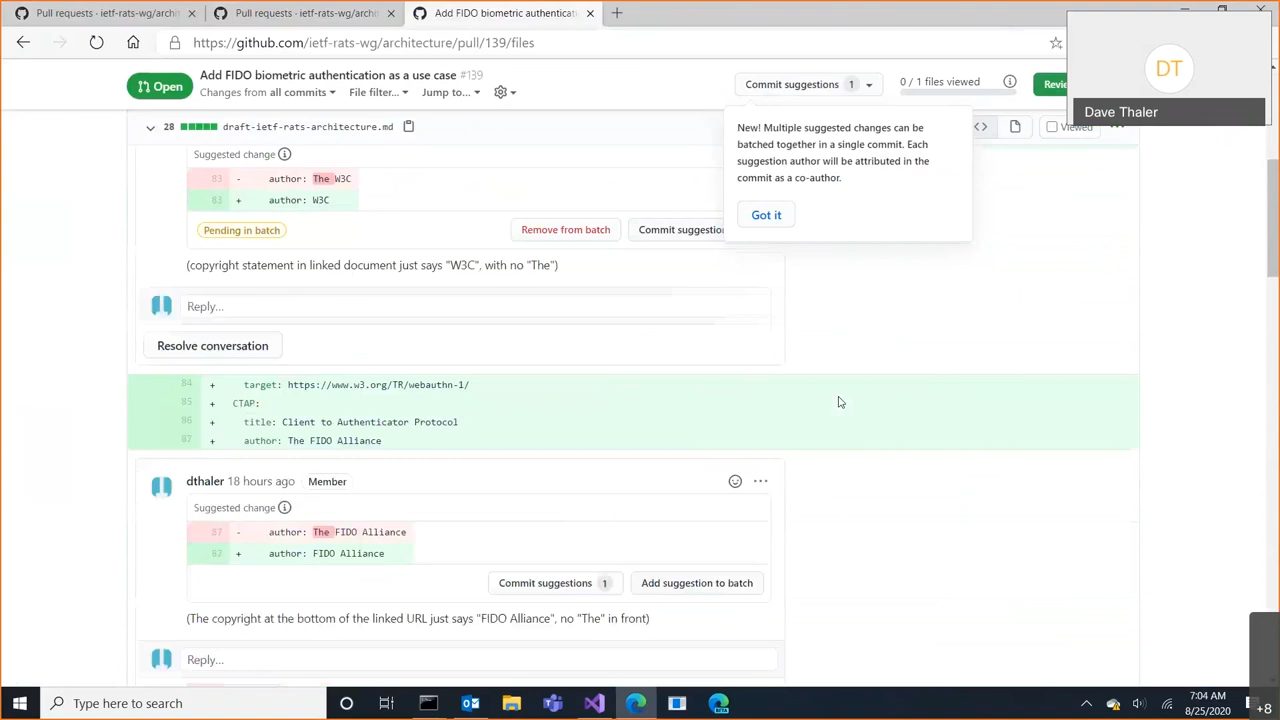 Pull requests · ietf-rats-wg/arch
Pull requests · ietf-rats-wg/arch
Add FIDO biometric authenticati
https://github.com/ietf-rats-wg/architecture/pull/139/files
DT
Dave Thaler
Open
Add FIDO biometric authentication as a use case #139
Changes from all commits
File filter...
Jump to...
Commit suggestions 1
0 / 1 files viewed
28
draft-ietf-rats-architecture.md
Viewed
New! Multiple suggested changes can be
batched together in a single commit. Each
suggestion author will be attributed in the
commit as a co-author.
Got it
Suggested change
83 - author: The W3C
83 + author: W3C
Pending in batch
Remove from batch
(copyright statement in linked document just says "W3C", with no "The")
Reply...
Resolve conversation
84 + target: https://www.w3.org/TR/webauthn-1/
85 + CTAP:
86 + title: Client to Authenticator Protocol
87 + author: The FIDO Alliance
dthaler 18 hours ago Member
Suggested change
87 - author: The FIDO Alliance
87 + author: FIDO Alliance
Commit suggestions 1
Add suggestion to batch
(The copyright at the bottom of the linked URL just says "FIDO Alliance", no "The" in front)
Reply...
Type here to search
7:04 AM
8/25/2020
+8